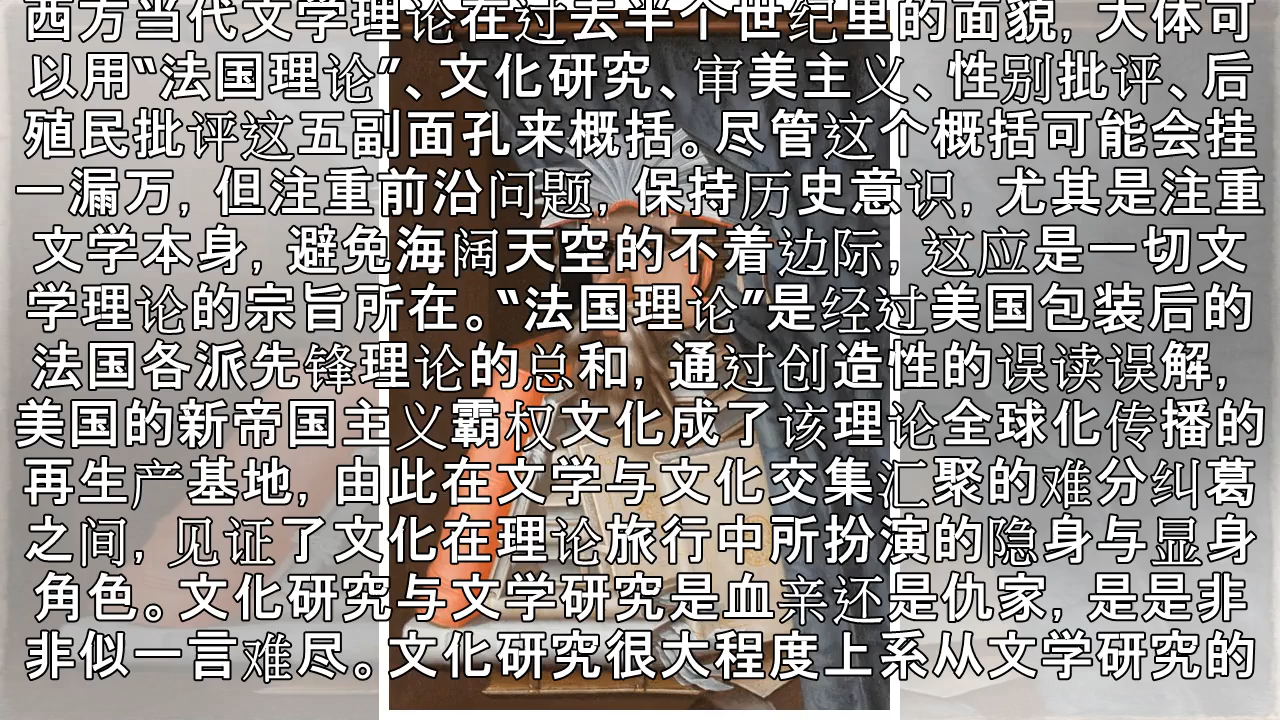 西方当代文学理论在过去半个世纪里的面貌，大体可
以用“法国理论”、文化研究、审美主义、性别批评、后
殖民批评这五副面孔来概括。尽管这个概括可能会挂
一漏万，但注重前沿问题，保持历史意识，尤其是注重
文学本身，避免海阔天空的不着边际，这应是一切文
学理论的宗旨所在。“法国理论”是经过美国包装后的
法国各派先锋理论的总和，通过创造性的误读误解，
美国的新帝国主义霸权文化成了该理论全球化传播的
再生产基地，由此在文学与文化交集汇聚的难分纠葛
之间，见证了文化在理论旅行中所扮演的隐身与显身
角色。文化研究与文学研究是血亲还是仇家，是是非
非似一言难尽。文化研究很大程度上系从文学研究的